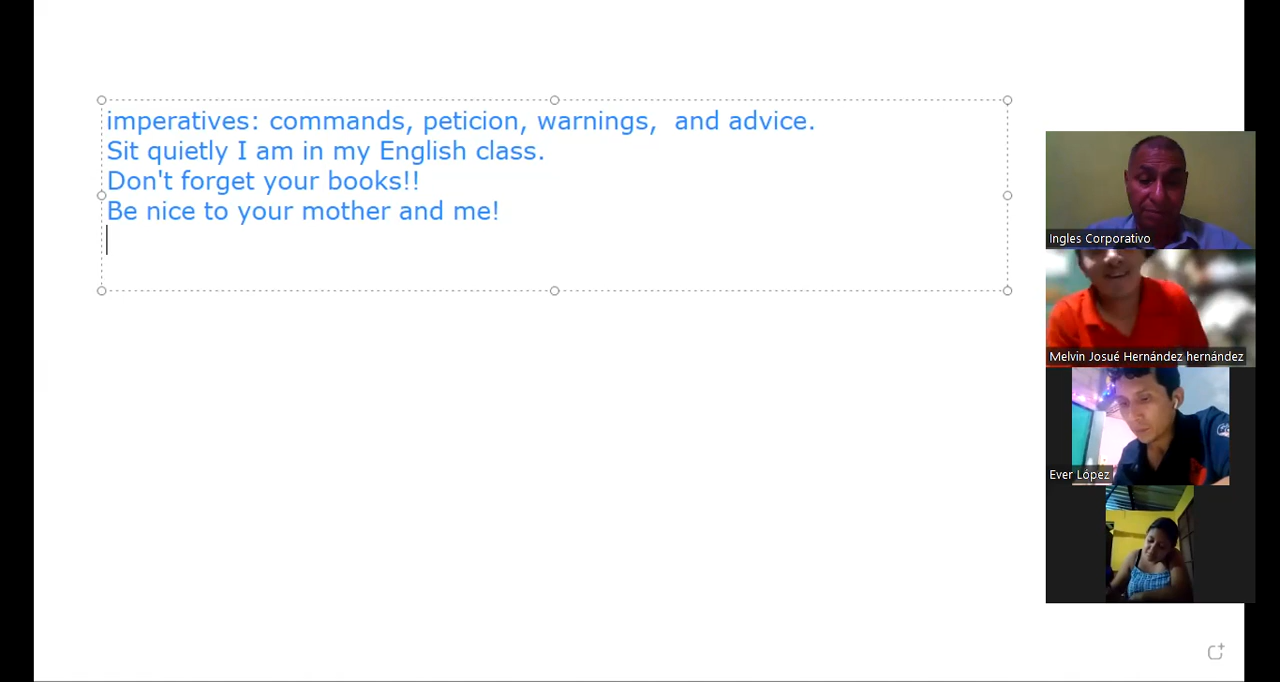 imperatives: commands, peticion, warnings,  and advice.
Sit quietly I am in my English class.
Don't forget your books!!
Be nice to your mother and me!
Ingles Corporativo
Melvin Josué Hernández hernández
Ever López